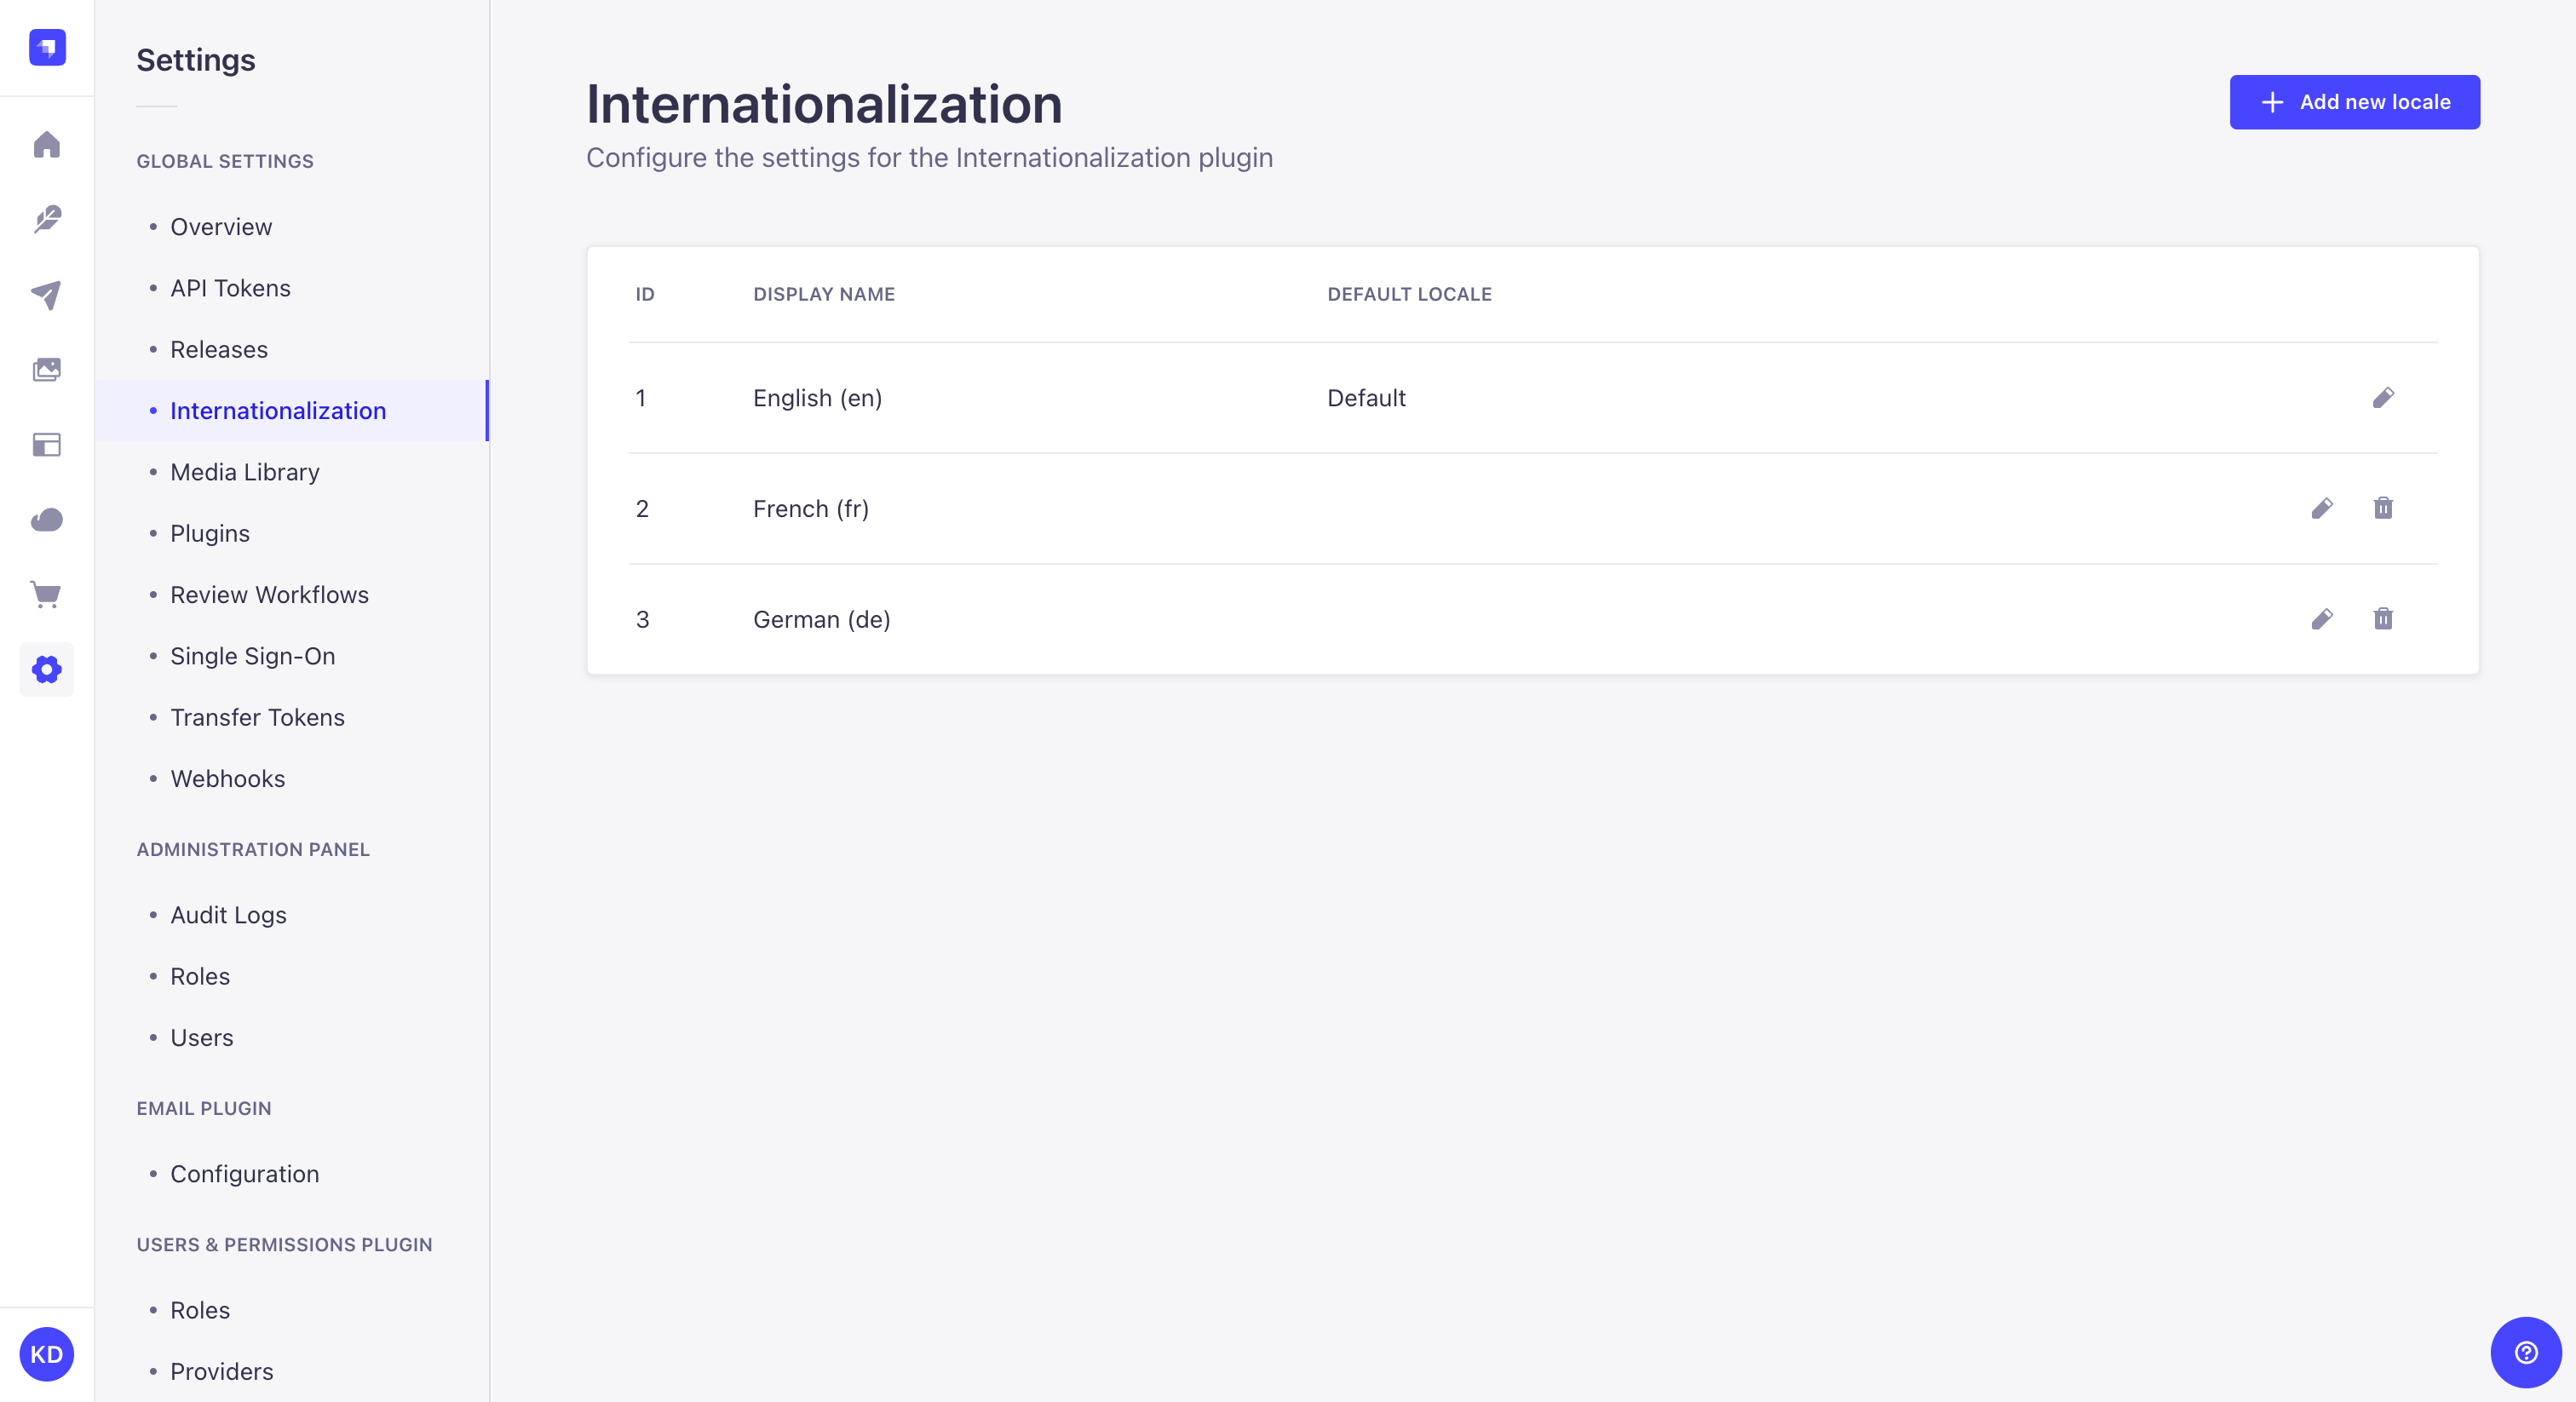 Settings
GLOBAL SETTINGS
Overview
API Tokens
Releases
Internationalization
Media Library
Plugins
Review Workflows
Single Sign-On
Transfer Tokens
Webhooks
ADMINISTRATION PANEL
Audit Logs
Roles
Users
EMAIL PLUGIN
Configuration
USERS & PERMISSIONS PLUGIN
Roles
Providers
KD
Internationalization
Configure the settings for the Internationalization plugin
Add new locale
ID DISPLAY NAME DEFAULT LOCALE
1 English (en) Default
2 French (fr)
3 German (de)